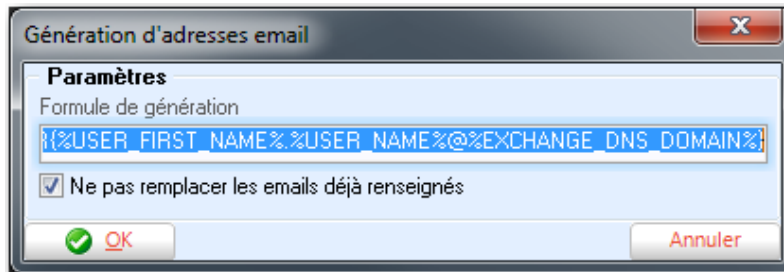 Génération d'adresses email
Paramètres
Formule de génération
{%USER_FIRST_NAME%.%USER_NAME%@%EXCHANGE_DNS_DOMAIN%}
Ne pas remplacer les emails déjà renseignés
OK
Annuler